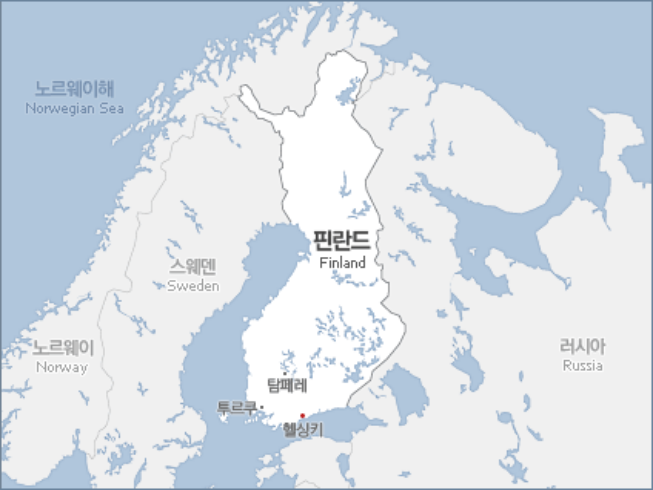 노르웨이해
Norwegian Sea
핀란드
Finland
스웨덴
Sweden
노르웨이
Norway
러시아
Russia
탐페레
투르쿠
헬싱키